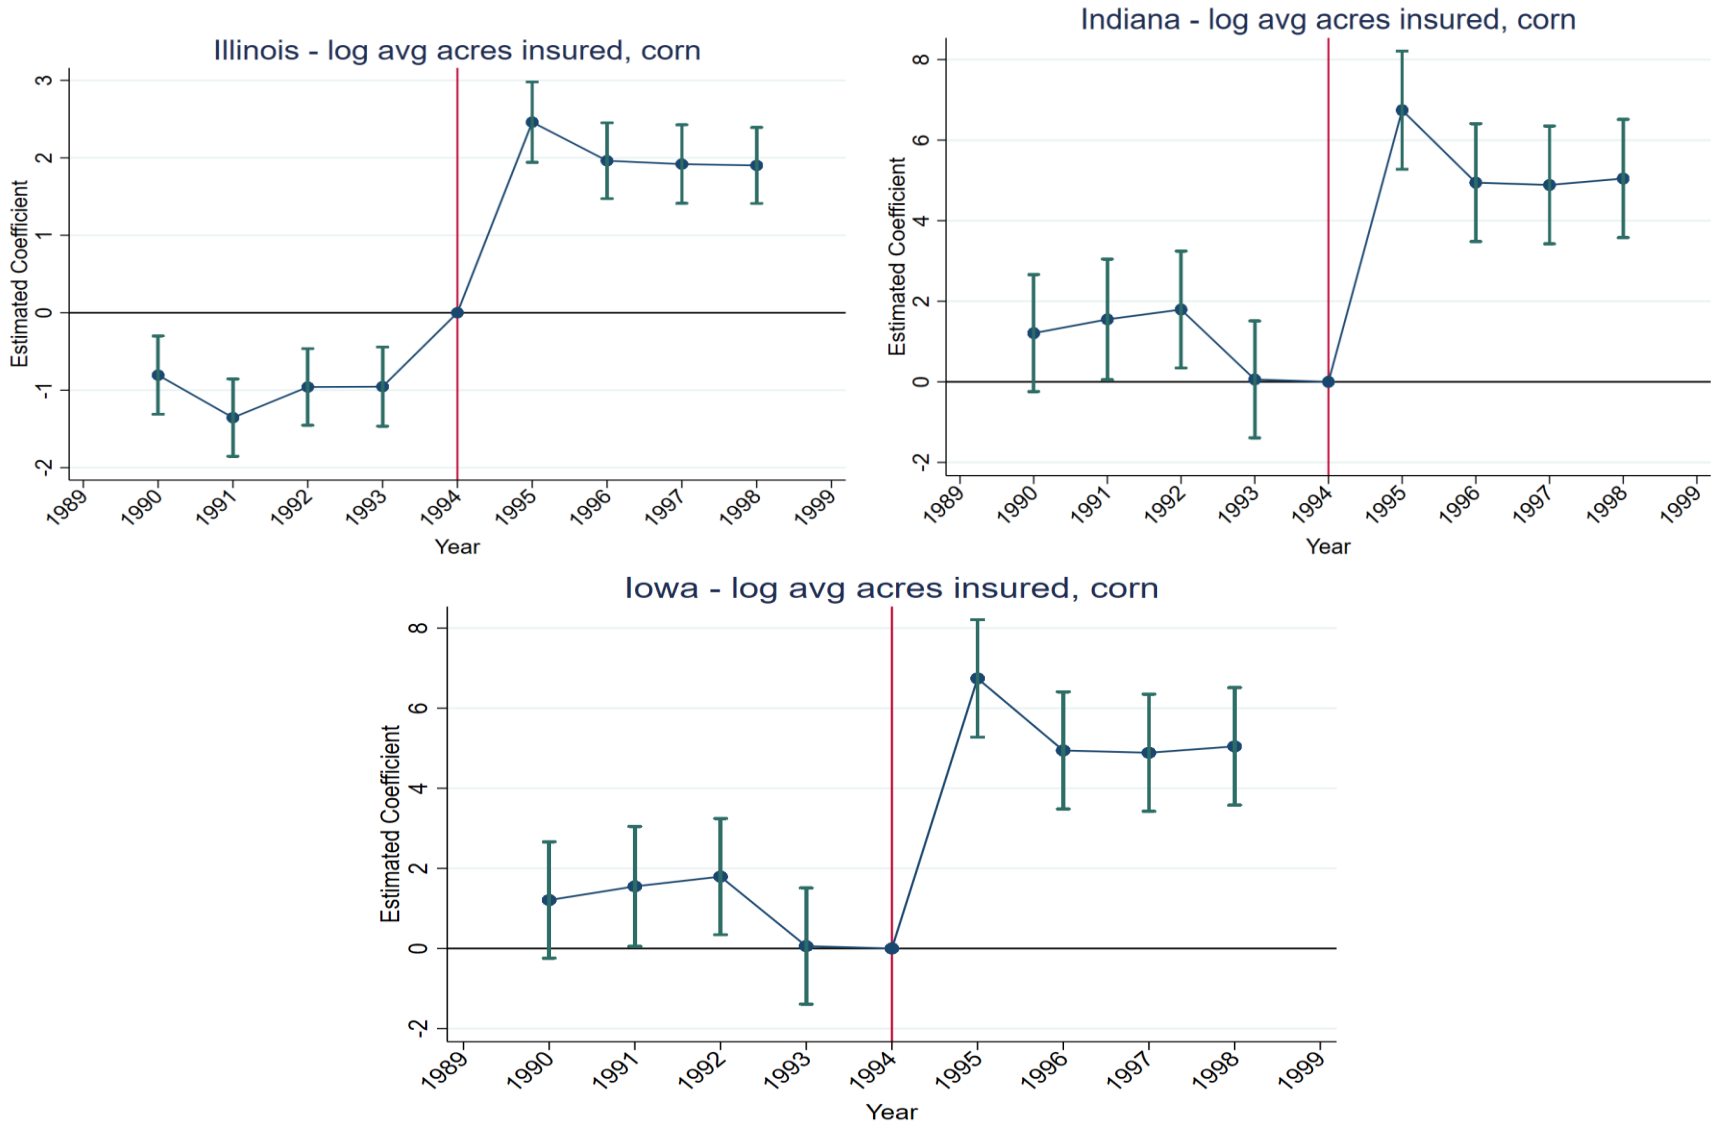 Illinois - log avg acres insured, corn
Estimated Coefficient
3
2
1
0
-1
-2
1989 1990 1991 1992 1993 1994 1995 1996 1997 1998 1999
Year
Indiana - log avg acres insured, corn
Estimated Coefficient
8
6
4
2
0
-2
1989 1990 1991 1992 1993 1994 1995 1996 1997 1998 1999
Year
Iowa - log avg acres insured, corn
Estimated Coefficient
8
6
4
2
0
-2
1989 1990 1991 1992 1993 1994 1995 1996 1997 1998 1999
Year